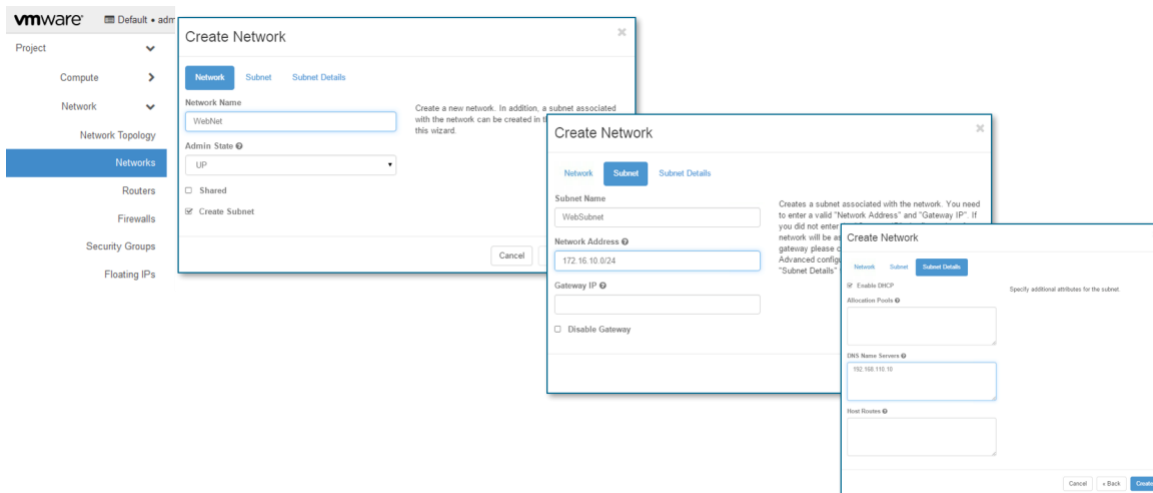 vmware Default • adm
Project
Compute
Network
Network Topology
Networks
Routers
Firewalls
Security Groups
Floating IPs
Create Network
Network Subnet Subnet Details
Network Name
WebNet
Admin State
UP
Shared
Create Subnet
Create a new network. In addition, a subnet associated
with the network can be created in t
this wizard.
Cancel
Create Network
Network Subnet Subnet Details
Subnet Name
WebSubnet
Network Address
172.16.10.0/24
Gateway IP
Disable Gateway
Creates a subnet associated with the network. You need
to enter a valid "Network Address" and "Gateway IP". If
you did not enter
network will be as
gateway please c
Advanced configu
"Subnet Details"
Create Network
Network Subnet Subnet Details
Enable DHCP
Allocation Pools
DNS Name Servers
192.168.110.10
Host Routes
Specify additional attributes for the subnet.
Cancel « Back Create